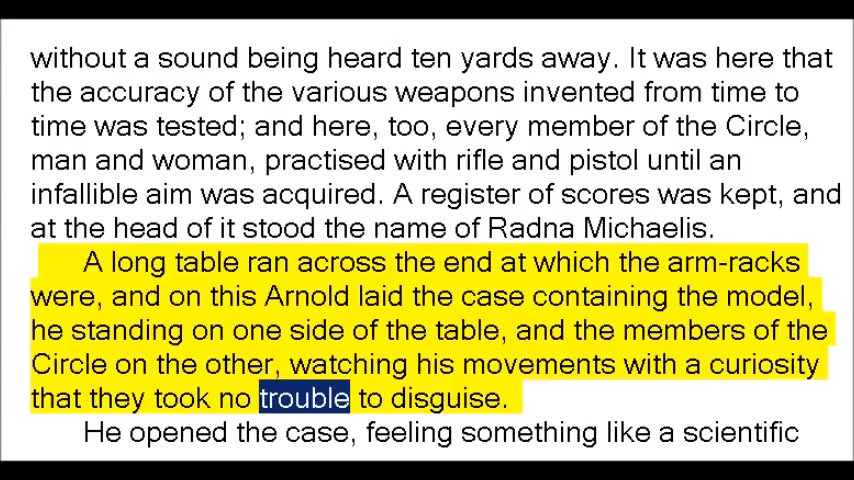 without a sound being heard ten yards away. It was here that
the accuracy of the various weapons invented from time to
time was tested; and here, too, every member of the Circle,
man and woman, practised with rifle and pistol until an
infallible aim was acquired. A register of scores was kept, and
at the head of it stood the name of Radna Michaelis.
A long table ran across the end at which the arm-racks
were, and on this Arnold laid the case containing the model,
he standing on one side of the table, and the members of the
Circle on the other, watching his movements with a curiosity
that they took no trouble to disguise.
He opened the case, feeling something like a scientific